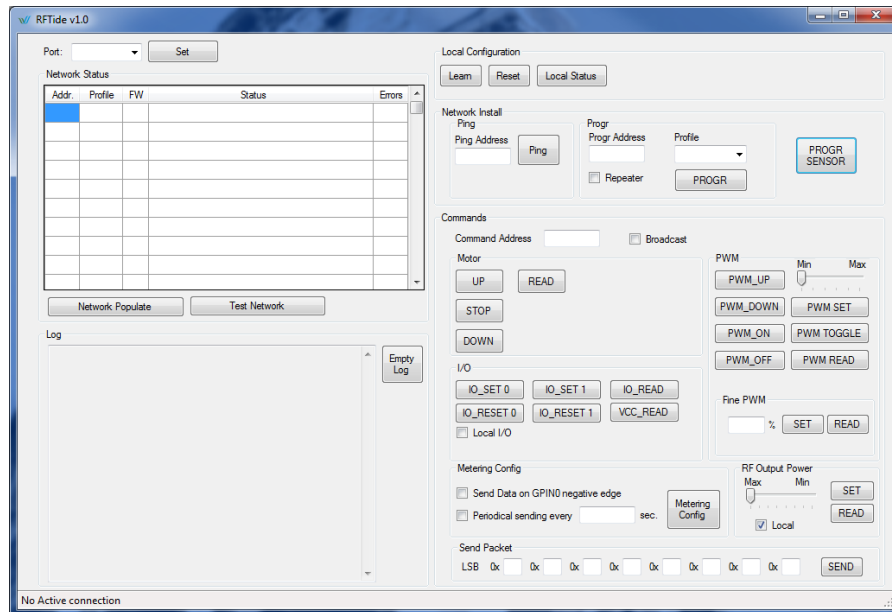 RFTide v1.0
Port:
Set
Network Status
Addr. Profile FW Status Errors
Network Populate Test Network
Log
Empty
Log
Local Configuration
Learn Reset Local Status
Network Install
Ping
Ping Address
Ping
Progr
Progr Address Profile
Repeater PROGR
PROGR
SENSOR
Commands
Command Address Broadcast
Motor
UP READ
STOP
DOWN
PWM
Min Max
PWM_UP
PWM_DOWN PWM SET
PWM_ON PWM TOGGLE
PWM_OFF PWM READ
Fine PWM
% SET READ
I/O
IO_SET 0 IO_SET 1 IO_READ
IO_RESET 0 IO_RESET 1 VCC_READ
Local I/O
Metering Config
Send Data on GPIN0 negative edge
Periodical sending every sec.
Metering
Config
RF Output Power
Max Min
SET
READ
Local
Send Packet
LSB 0x 0x 0x 0x 0x 0x 0x 0x SEND
No Active connection